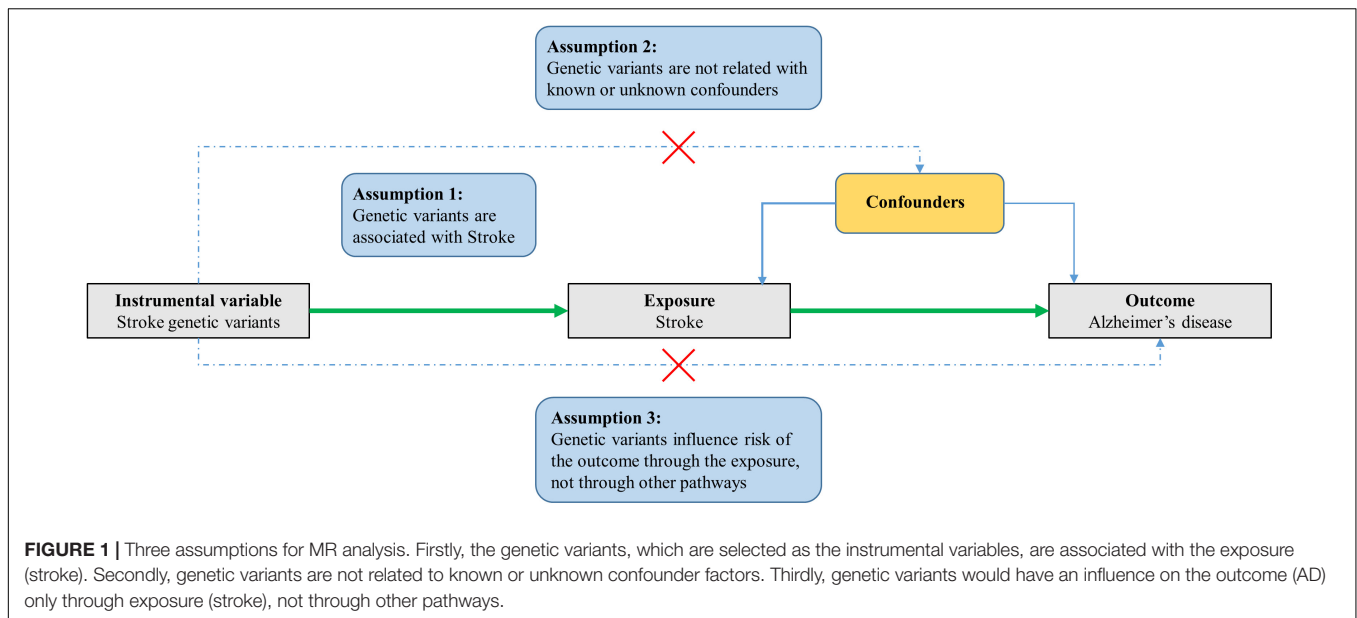 Assumption 2:
Genetic variants are not related with
known or unknown confounders
Assumption 1:
Genetic variants are
associated with Stroke
Confounders
Instrumental variable
Stroke genetic variants
Exposure
Stroke
Outcome
Alzheimer's disease
Assumption 3:
Genetic variants influence risk of
the outcome through the exposure,
not through other pathways
FIGURE 1 | Three assumptions for MR analysis. Firstly, the genetic variants, which are selected as the instrumental variables, are associated with the exposure
(stroke). Secondly, genetic variants are not related to known or unknown confounder factors. Thirdly, genetic variants would have an influence on the outcome (AD)
only through exposure (stroke), not through other pathways.